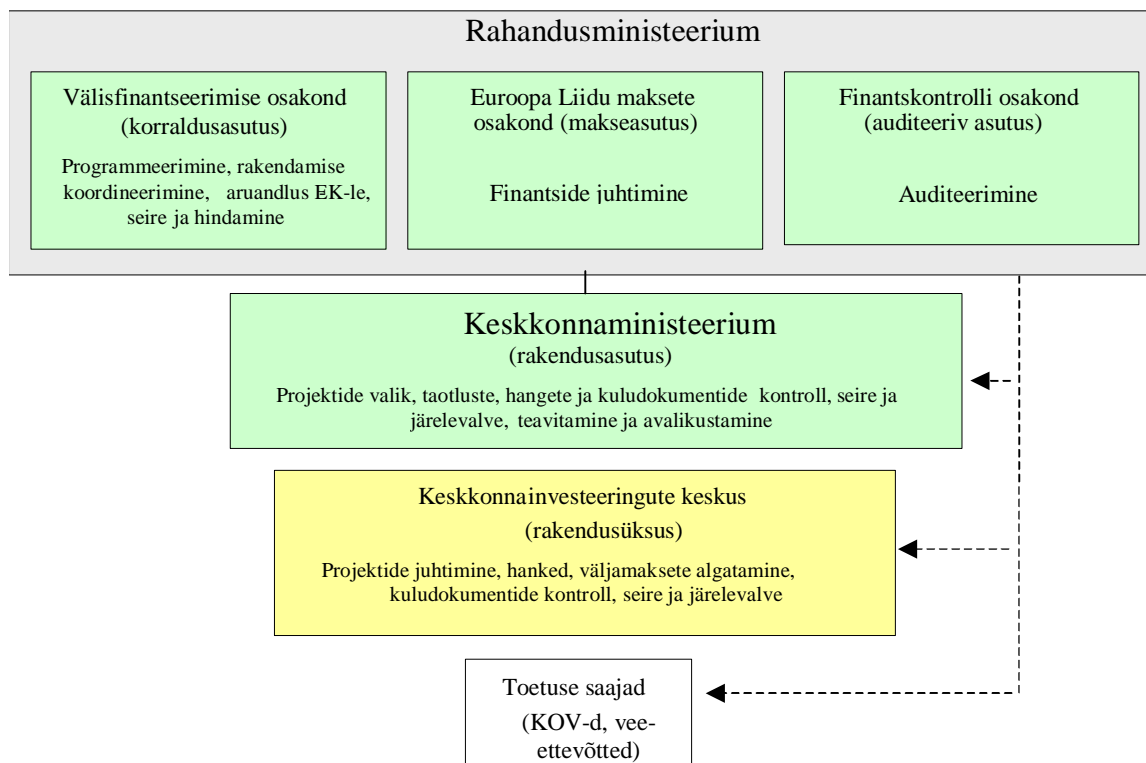 Rahandusministeerium
Välisfinantseerimise osakond
(korraldusasutus)
Programmeerimine, rakendamise
koordineerimine, aruandlus EK-le,
seire ja hindamine
Euroopa Liidu maksete
osakond (makseasutus)
Finantside juhtimine
Finantskontrolli osakond
(auditeeriv asutus)
Auditeerimine
Keskkonnaministeerium
(rakendusasutus)
Projektide valik, taotluste, hangete ja kuludokumentide kontroll, seire ja
järelevalve, teavitamine ja avalikustamine
Keskkonnainvesteeringute keskus
(rakendusüksus)
Projektide juhtimine, hanked, väljamaksete algatamine,
kuludokumentide kontroll, seire ja järelevalve
Toetuse saajad
(KOV-d, vee-
ettevõtted)